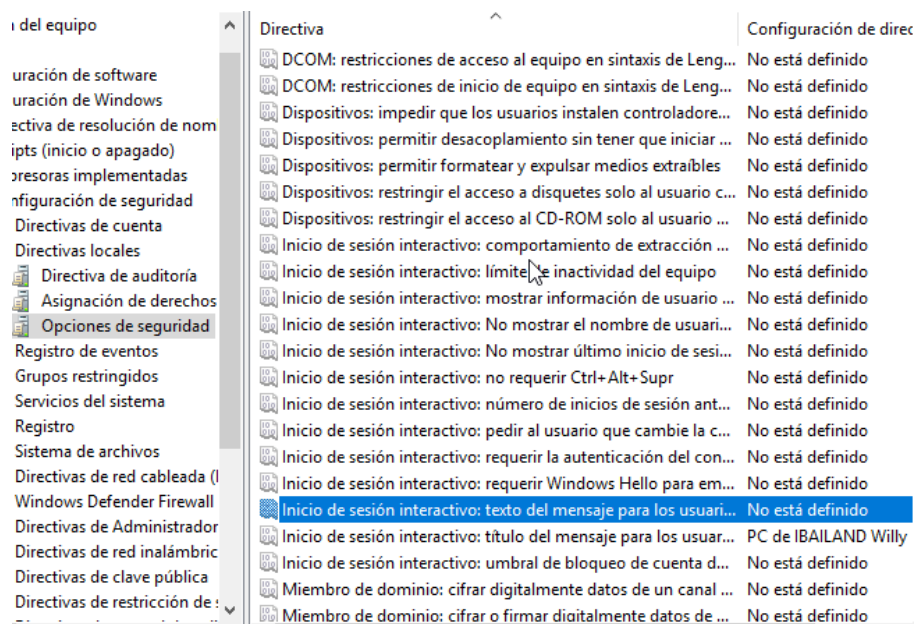 del equipo
uración de software
uración de Windows
ectiva de resolución de nom
ipts (inicio o apagado)
presoras implementadas
nfiguración de seguridad
Directivas de cuenta
Directivas locales
Directiva de auditoría
Asignación de derechos
Opciones de seguridad
Registro de eventos
Grupos restringidos
Servicios del sistema
Registro
Sistema de archivos
Directivas de red cableada (I
Windows Defender Firewall
Directivas de Administrador
Directivas de red inalámbric
Directivas de clave pública
Directivas de restricción de
Directiva Configuración de direc
DCOM: restricciones de acceso al equipo en sintaxis de Leng... No está definido
DCOM: restricciones de inicio de equipo en sintaxis de Leng... No está definido
Dispositivos: impedir que los usuarios instalen controladore... No está definido
Dispositivos: permitir desacoplamiento sin tener que iniciar ... No está definido
Dispositivos: permitir formatear y expulsar medios extraíbles No está definido
Dispositivos: restringir el acceso a disquetes solo al usuario c... No está definido
Dispositivos: restringir el acceso al CD-ROM solo al usuario ... No está definido
Inicio de sesión interactivo: comportamiento de extracción ... No está definido
Inicio de sesión interactivo: límite de inactividad del equipo No está definido
Inicio de sesión interactivo: mostrar información de usuario ... No está definido
Inicio de sesión interactivo: No mostrar el nombre de usuari... No está definido
Inicio de sesión interactivo: No mostrar último inicio de sesi... No está definido
Inicio de sesión interactivo: no requerir Ctrl+Alt+Supr No está definido
Inicio de sesión interactivo: número de inicios de sesión ant... No está definido
Inicio de sesión interactivo: pedir al usuario que cambie la c... No está definido
Inicio de sesión interactivo: requerir la autenticación del con... No está definido
Inicio de sesión interactivo: requerir Windows Hello para em... No está definido
Inicio de sesión interactivo: texto del mensaje para los usuari... No está definido
Inicio de sesión interactivo: título del mensaje para los usuar... PC de IBAILAND Willy
Inicio de sesión interactivo: umbral de bloqueo de cuenta d... No está definido
Miembro de dominio: cifrar digitalmente datos de un canal ... No está definido
Miembro de dominio: cifrar o firmar digitalmente datos de ... No está definido